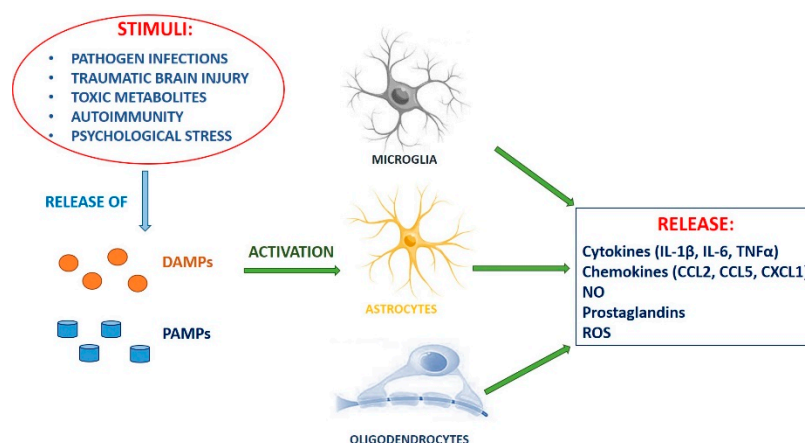 STIMULI:
• PATHOGEN INFECTIONS
• TRAUMATIC BRAIN INJURY
• TOXIC METABOLITES
• AUTOIMMUNITY
• PSYCHOLOGICAL STRESS
RELEASE OF
DAMPs
PAMPs
ACTIVATION
MICROGLIA
ASTROCYTES
OLIGODENDROCYTES
RELEASE:
Cytokines (IL-1β, IL-6, TNFα)
Chemokines (CCL2, CCL5, CXCL1)
NO
Prostaglandins
ROS